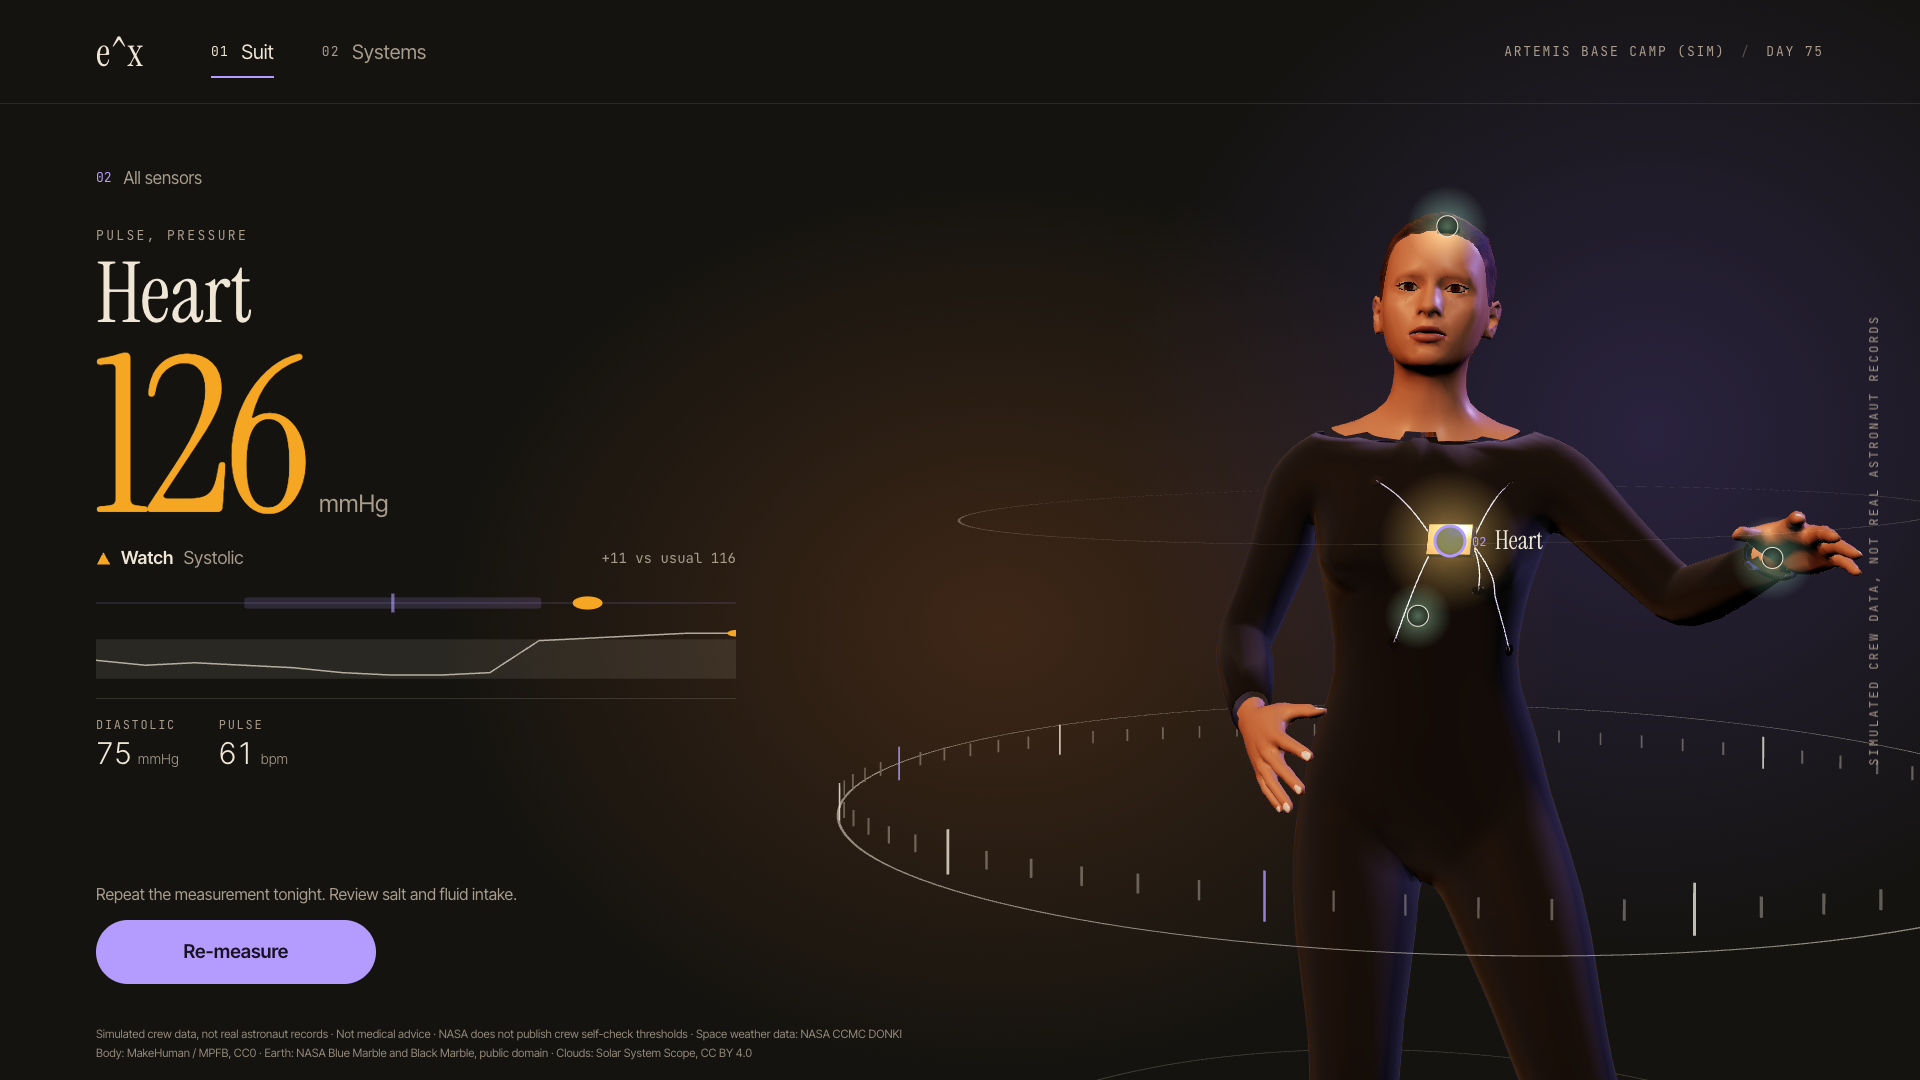 e^x
01 Suit
02 Systems
ARTEMIS BASE CAMP (SIM) / DAY 75
02 All sensors
PULSE, PRESSURE
Heart
126 mmHg
Watch Systolic
+11 vs usual 116
DIASTOLIC
75 mmHg
PULSE
61 bpm
Repeat the measurement tonight. Review salt and fluid intake.
Re-measure
02 Heart
SIMULATED CREW DATA, NOT REAL ASTRONAUT RECORDS
Simulated crew data, not real astronaut records · Not medical advice · NASA does not publish crew self-check thresholds · Space weather data: NASA CCMC DONKI
Body: MakeHuman / MPFB, CC0 · Earth: NASA Blue Marble and Black Marble, public domain · Clouds: Solar System Scope, CC BY 4.0